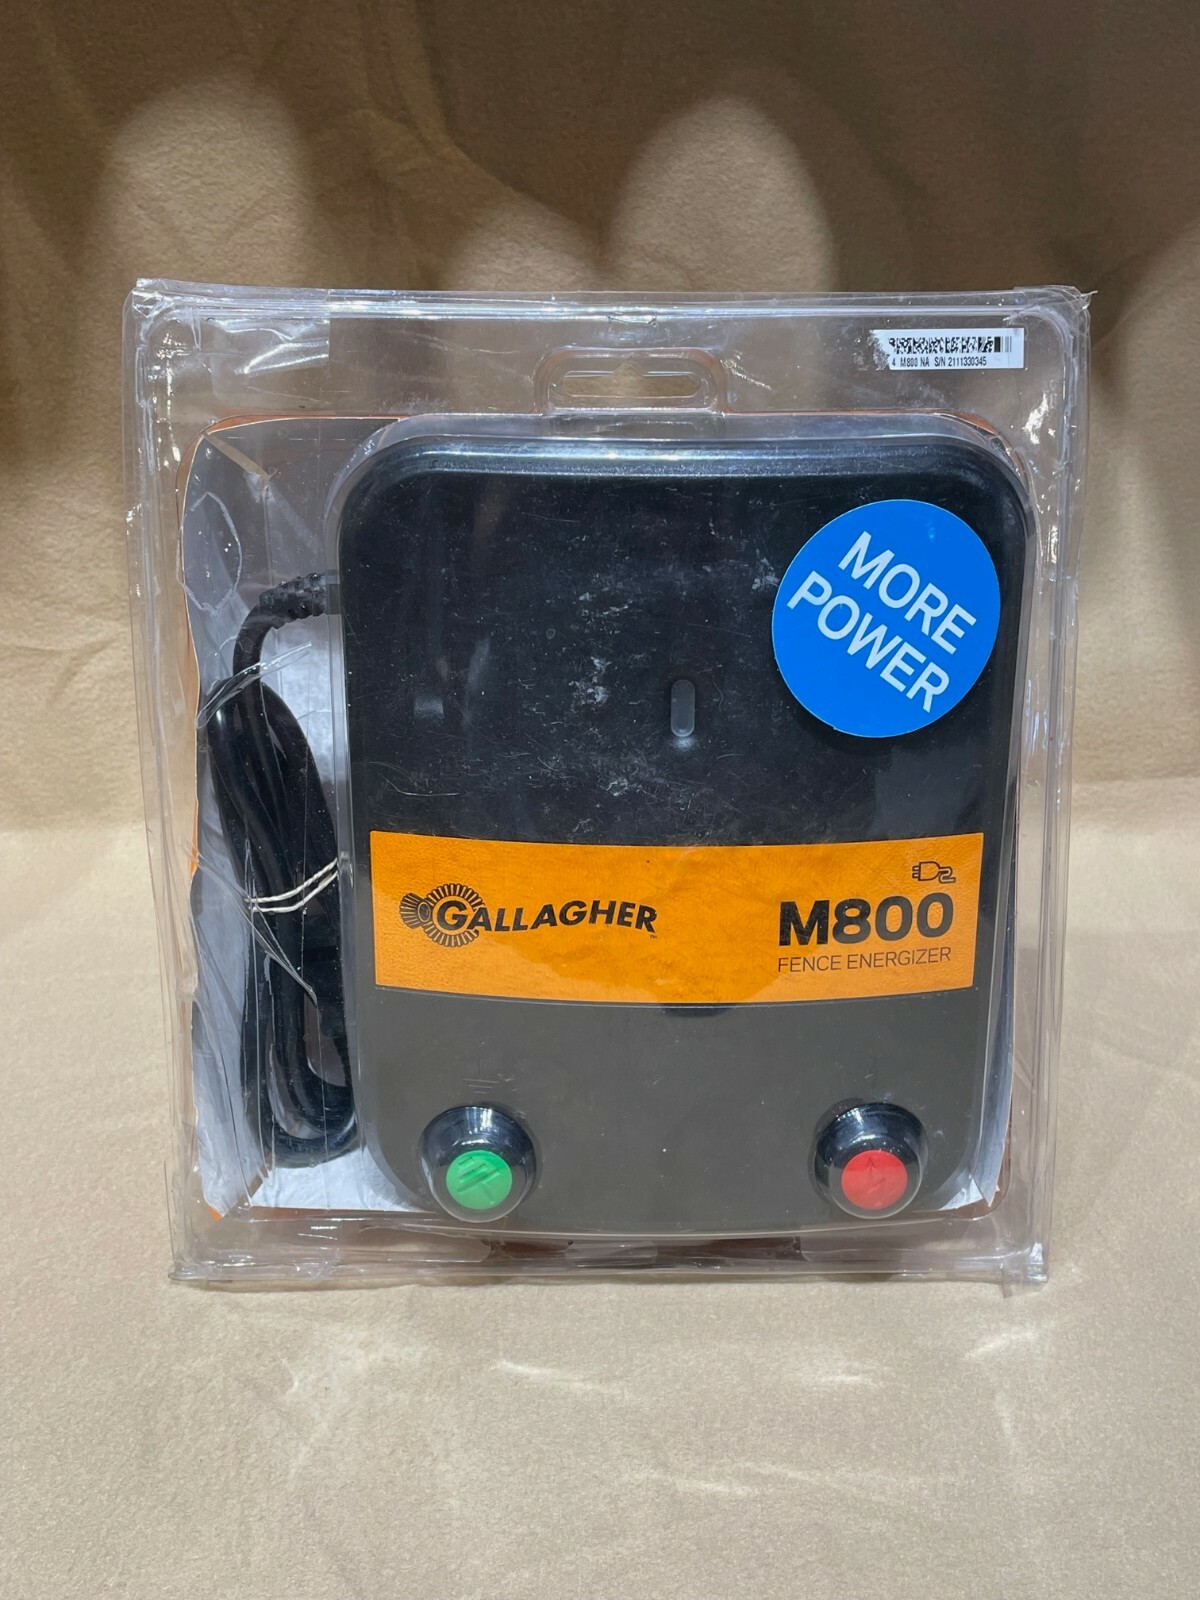 4 M800 NA S/N 2111330345
MORE
POWER
GALLAGHER
M800
FENCE ENERGIZER